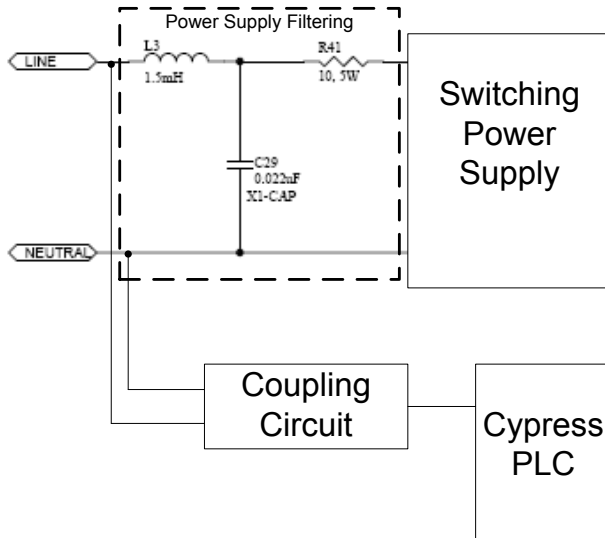 Power Supply Filtering
L3
LINE
1.5mH
R41
10, 5W
Switching
Power
Supply
C29
0.022uF
X1-CAP
NEUTRAL
Coupling
Circuit
Cypress
PLC